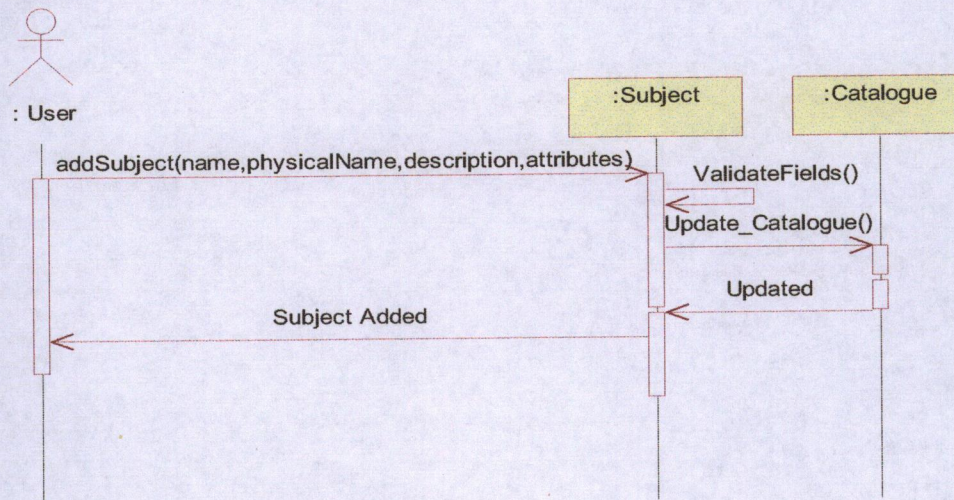 : User
:Subject
:Catalogue
addSubject(name,physicalName,description,attributes)
ValidateFields()
Update_Catalogue()
Updated
Subject Added